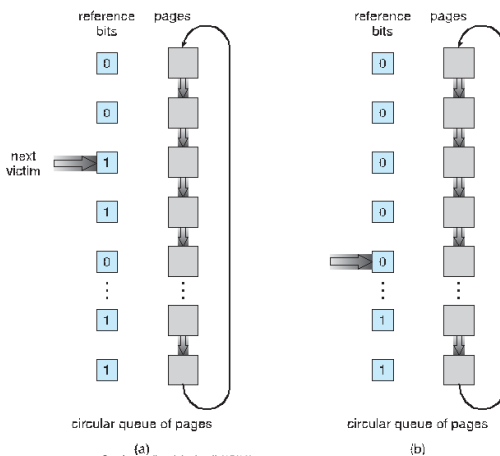 reference bits
pages
0
0
next victim
1
1
0
1
1
circular queue of pages
(a)
reference bits
pages
0
0
0
0
0
1
1
circular queue of pages
(b)